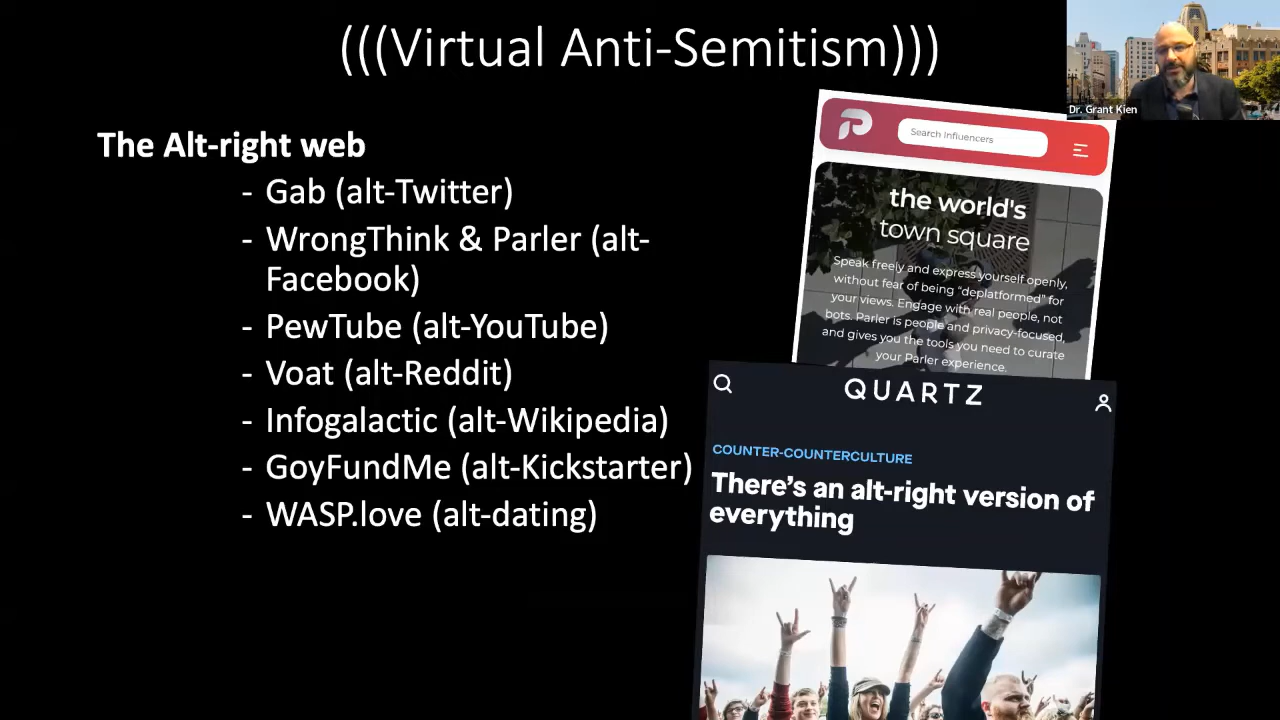 (((Virtual Anti-Semitism)))
Dr. Grant Kien
The Alt-right web
- Gab (alt-Twitter)
- WrongThink & Parler (alt-
Facebook)
- PewTube (alt-YouTube)
- Voat (alt-Reddit)
- Infogalactic (alt-Wikipedia)
- GoyFundMe (alt-Kickstarter)
- WASP.love (alt-dating)
Search Influencers
the world's
town square
Speak freely and express yourself openly,
without fear of being "deplatformed" for
your views. Engage with real people, not
bots. Parler is people and privacy-focused,
and gives you the tools you need to curate
your Parler experience.
QUARTZ
COUNTER-COUNTERCULTURE
There's an alt-right version of
everything